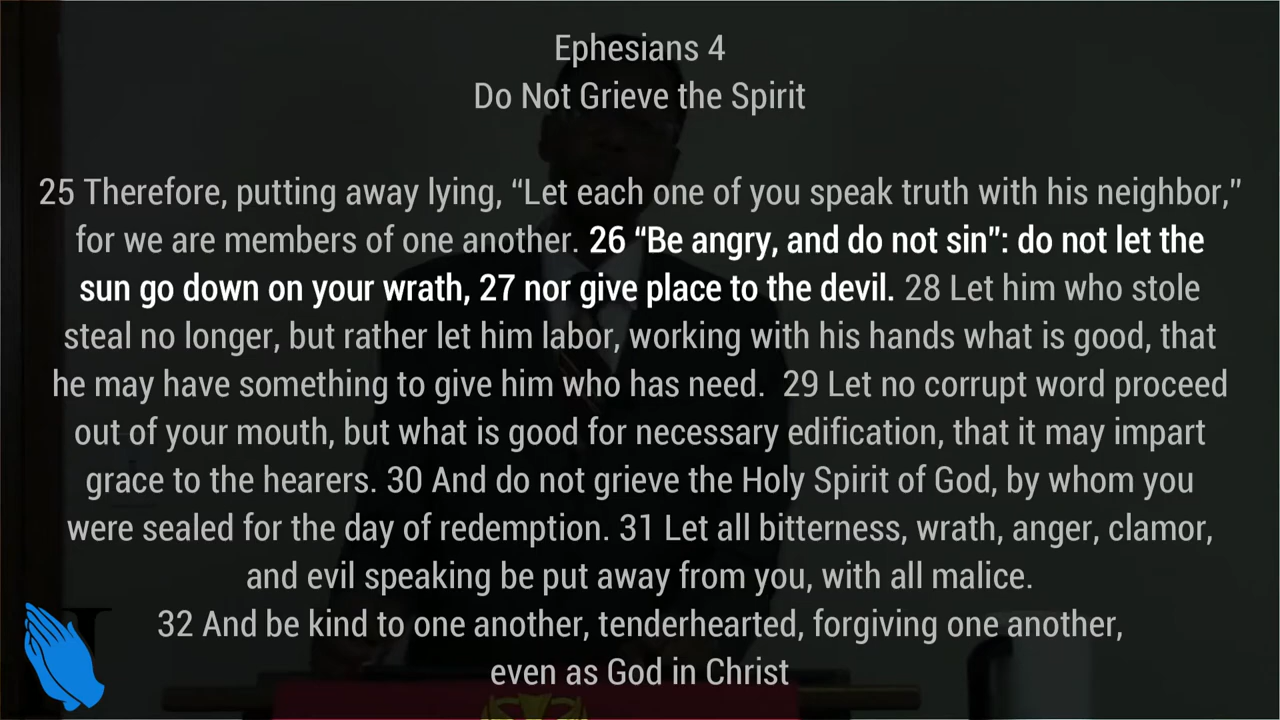 Ephesians 4
Do Not Grieve the Spirit
25 Therefore, putting away lying, “Let each one of you speak truth with his neighbor,”
for we are members of one another. 26 “Be angry, and do not sin”: do not let the
sun go down on your wrath, 27 nor give place to the devil. 28 Let him who stole
steal no longer, but rather let him labor, working with his hands what is good, that
he may have something to give him who has need.  29 Let no corrupt word proceed
out of your mouth, but what is good for necessary edification, that it may impart
grace to the hearers. 30 And do not grieve the Holy Spirit of God, by whom you
were sealed for the day of redemption. 31 Let all bitterness, wrath, anger, clamor,
and evil speaking be put away from you, with all malice.
32 And be kind to one another, tenderhearted, forgiving one another,
even as God in Christ